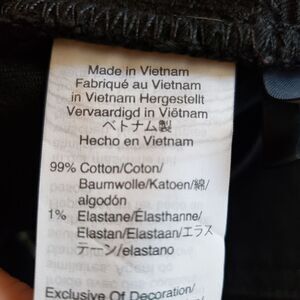 Made in Vietnam
Fabriqué au Vietnam
in Vietnam Hergestellt
Vervaardigd in Viëtnam
ベトナム製
Hecho en Vietnam
99% Cotton/Coton/
Baumwolle/Katoen/綿/
algodón
1% Elastane/Élasthanne/
Elastan/Elastaan/エラス
テーン/elastano
Exclusive Of Decoration/